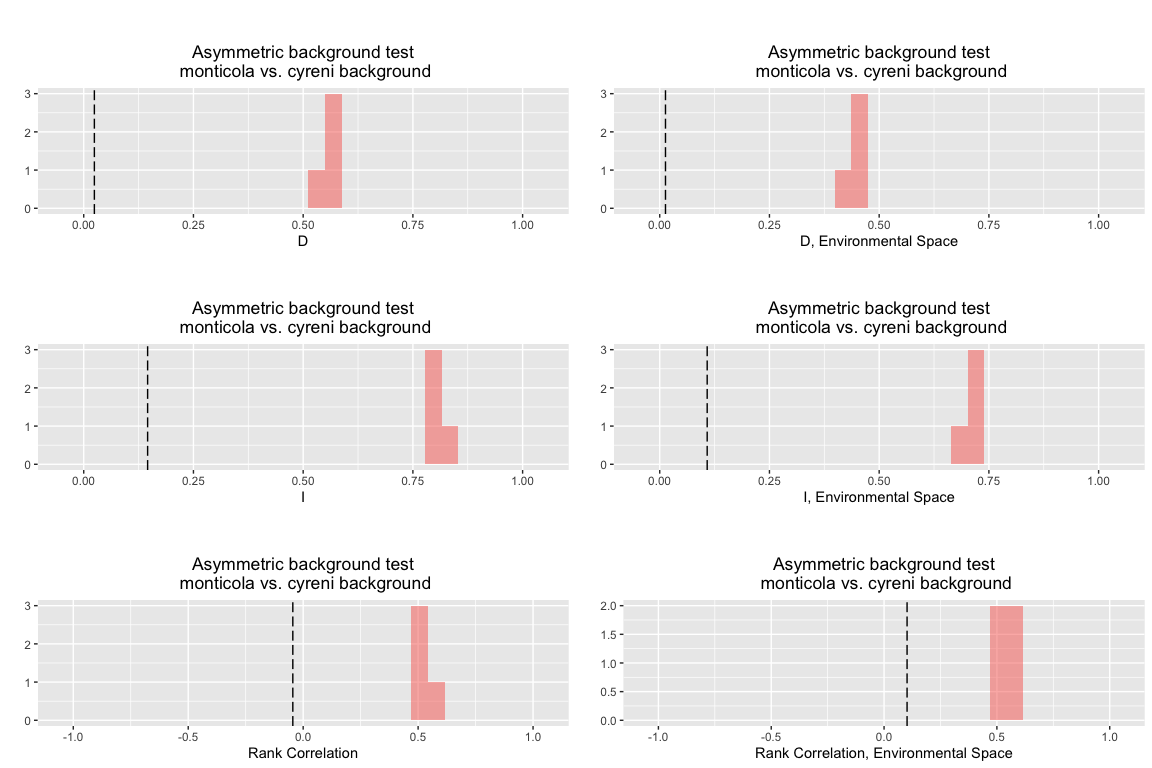 Asymmetric background test
monticola vs. cyreni background
3
2
1
0
0.00 0.25 0.50 0.75 1.00
D
Asymmetric background test
monticola vs. cyreni background
3
2
1
0
0.00 0.25 0.50 0.75 1.00
D, Environmental Space
Asymmetric background test
monticola vs. cyreni background
3
2
1
0
0.00 0.25 0.50 0.75 1.00
I
Asymmetric background test
monticola vs. cyreni background
3
2
1
0
0.00 0.25 0.50 0.75 1.00
I, Environmental Space
Asymmetric background test
monticola vs. cyreni background
3
2
1
0
-1.0 -0.5 0.0 0.5 1.0
Rank Correlation
Asymmetric background test
monticola vs. cyreni background
2.0
1.5
1.0
0.5
0.0
-1.0 -0.5 0.0 0.5 1.0
Rank Correlation, Environmental Space